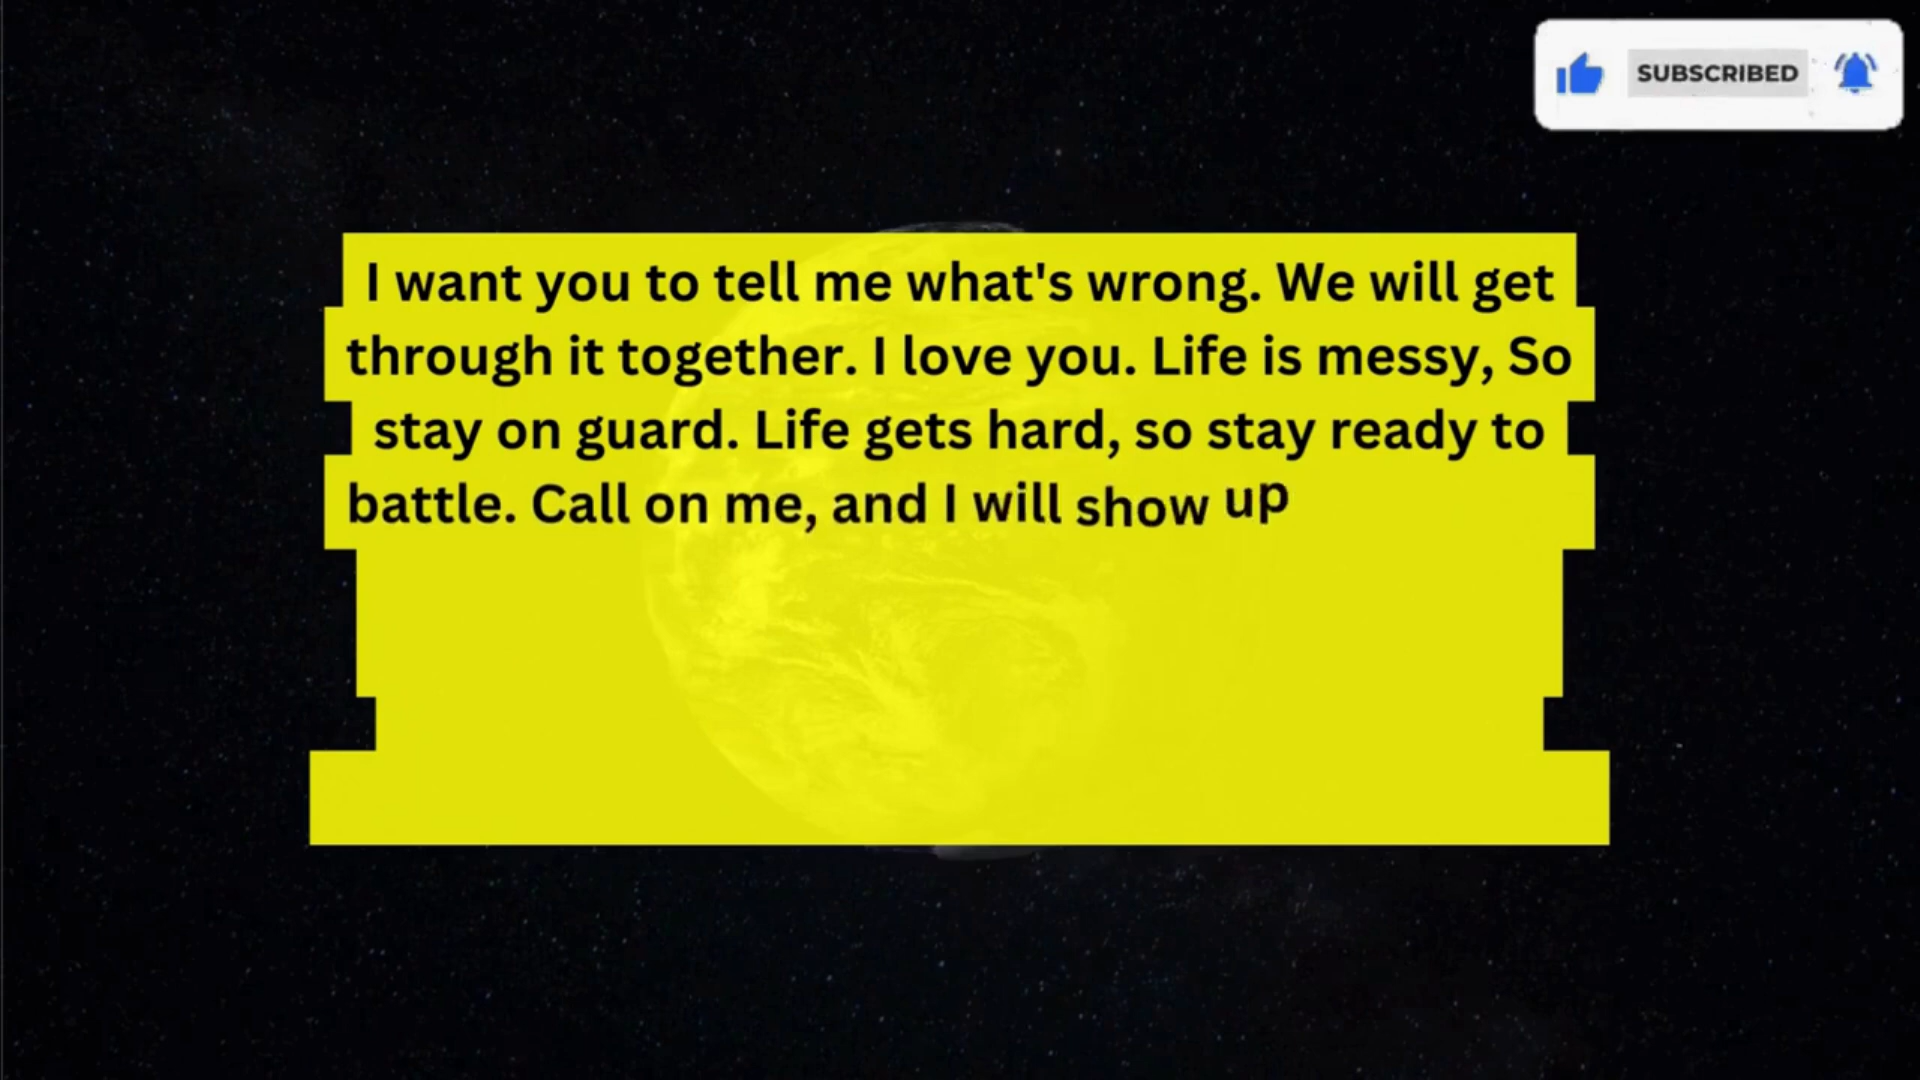 SUBSCRIBED
I want you to tell me what's wrong. We will get
through it together. I love you. Life is messy, So
stay on guard. Life gets hard, so stay ready to
battle. Call on me, and I will show up